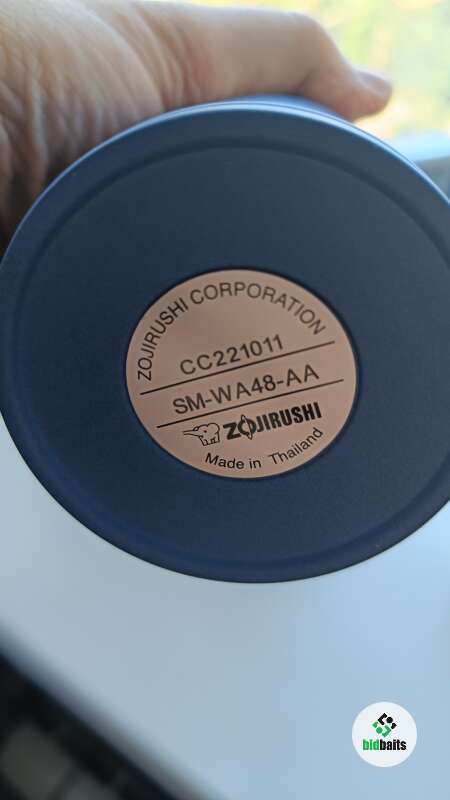 ZOJIRUSHI CORPORATION
CC221011
SM-WA48-AA
ZOJIRUSHI
Made in Thailand
bidbaits